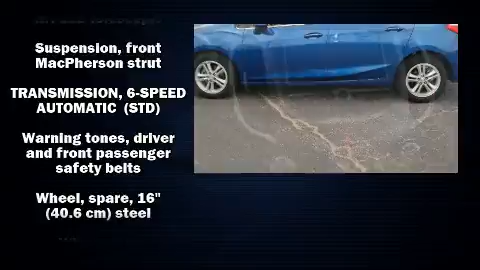 Suspension, front
MacPherson strut
TRANSMISSION, 6-SPEED
AUTOMATIC (STD)
Warning tones, driver
and front passenger
safety belts
Wheel, spare, 16"
(40.6 cm) steel